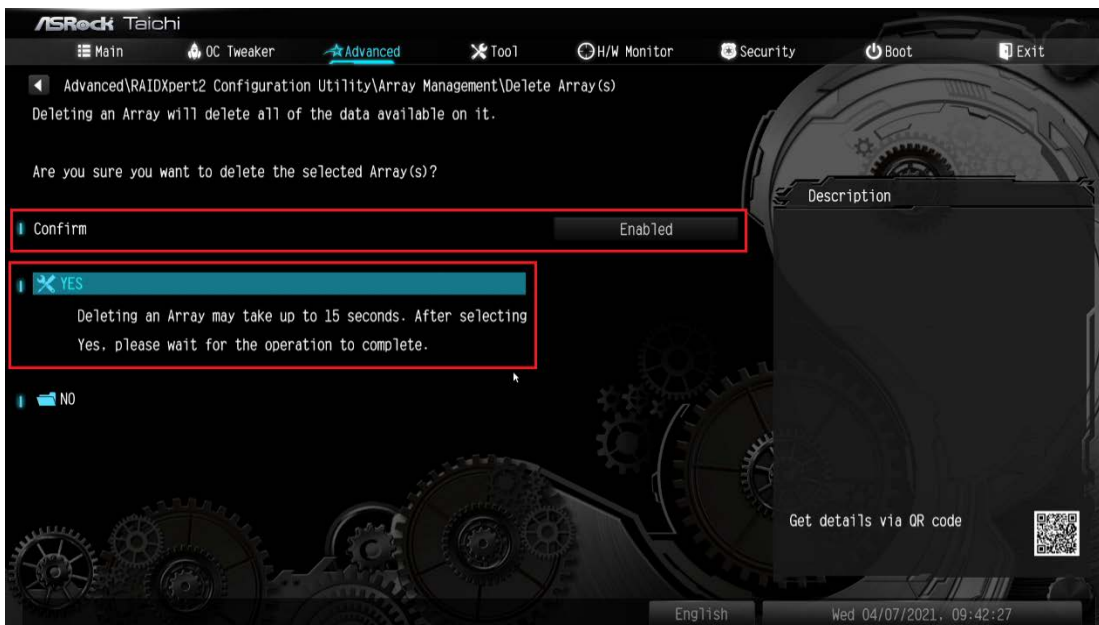 ASRock Taichi
Main OC Tweaker Advanced Tool H/W Monitor Security Boot Exit
Advanced\RAIDXpert2 Configuration Utility\Array Management\Delete Array(s)
Deleting an Array will delete all of the data available on it.
Are you sure you want to delete the selected Array(s)?
Description
Confirm Enabled
YES
Deleting an Array may take up to 15 seconds. After selecting
Yes, please wait for the operation to complete.
NO
Get details via QR code
English Wed 04/07/2021, 09:42:27